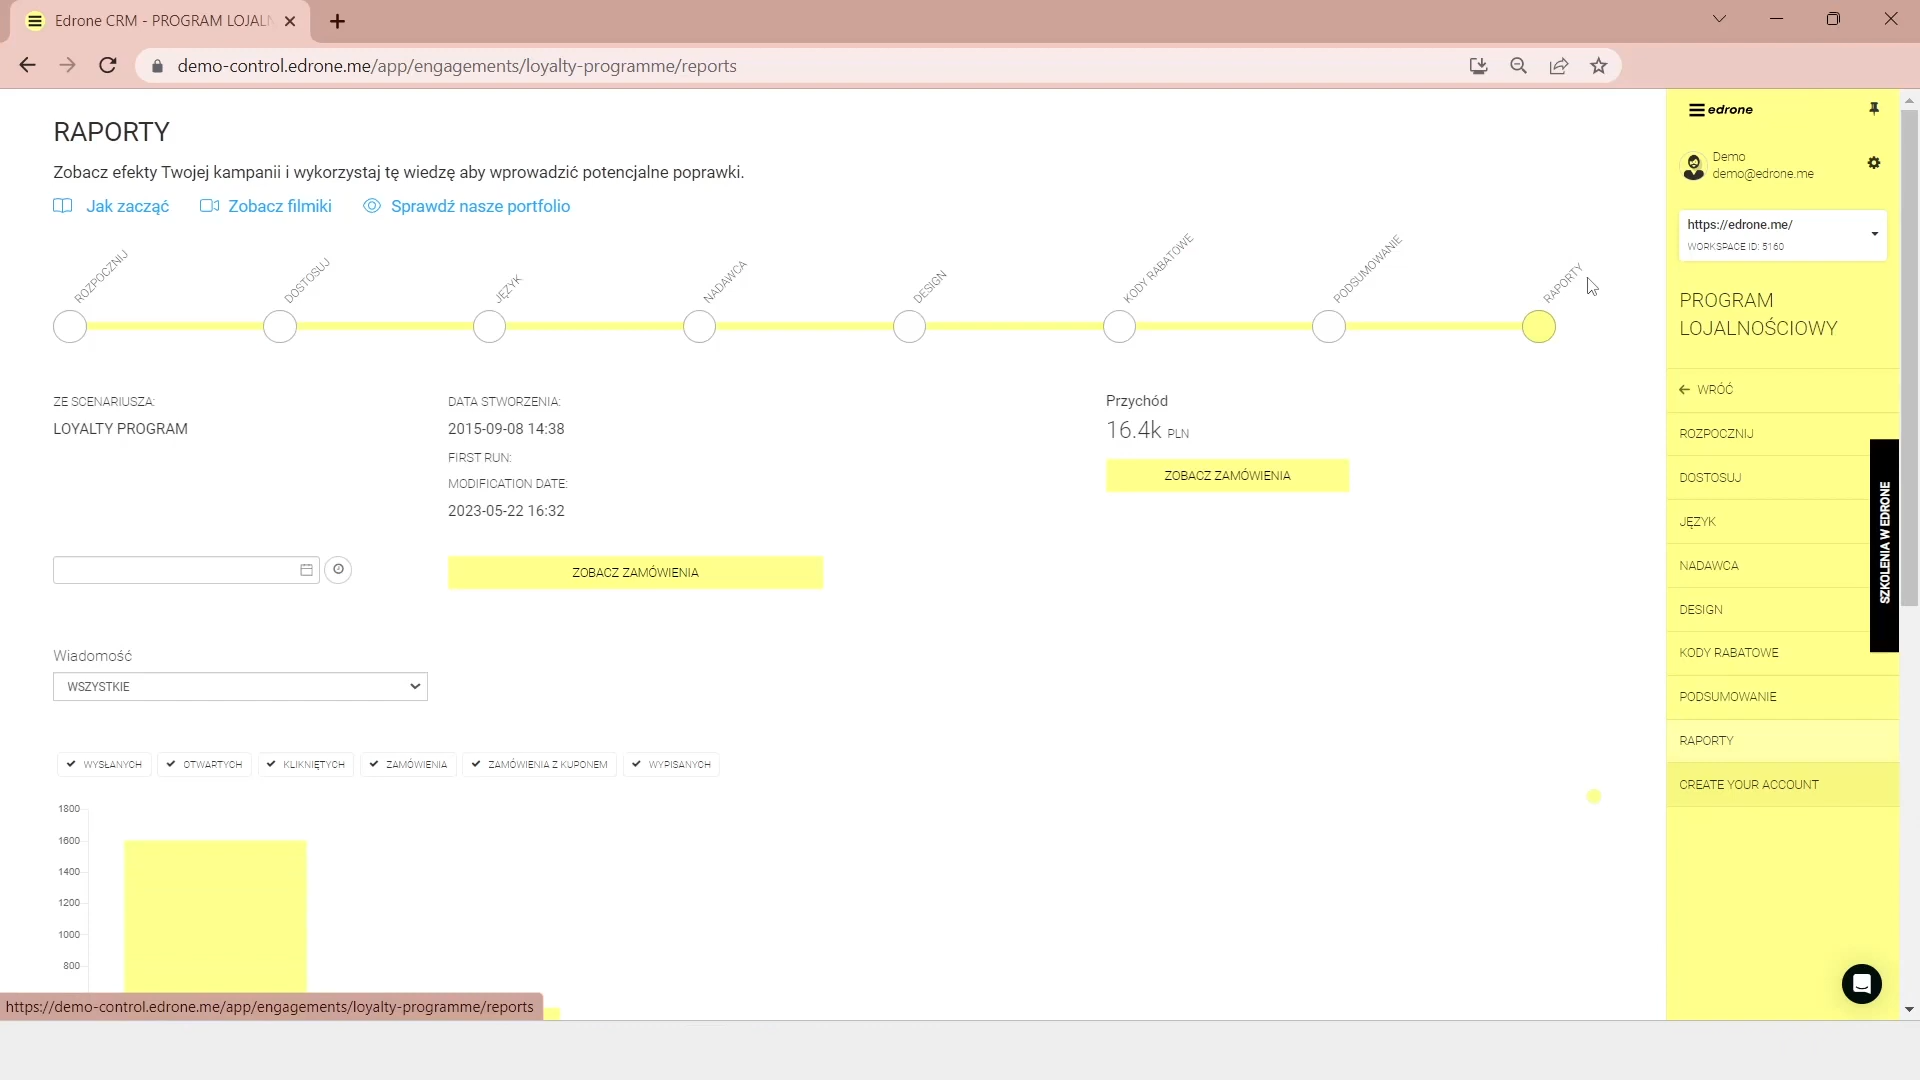 Edrone CRM - PROGRAM LOJALN
demo-control.edrone.me/app/engagements/loyalty-programme/reports
RAPORTY
Zobacz efekty Twojej kampanii i wykorzystaj tę wiedzę aby wprowadzić potencjalne poprawki.
Jak zacząć
Zobacz filmiki
Sprawdź nasze portfolio
ROZPOCZNIJ
DOSTOSUJ
JĘZYK
NADAWCA
DESIGN
KODY RABATOWE
PODSUMOWANIE
RAPORTY
ZE SCENARIUSZA:
LOYALTY PROGRAM
DATA STWORZENIA:
2015-09-08 14:38
FIRST RUN:
MODIFICATION DATE:
2023-05-22 16:32
Przychód
16.4k PLN
ZOBACZ ZAMÓWIENIA
ZOBACZ ZAMÓWIENIA
Wiadomość
WSZYSTKIE
WYSŁANYCH
OTWARTYCH
KLIKNIĘTYCH
ZAMÓWIENIA
ZAMÓWIENIA Z KUPONEM
WYPISANYCH
1800
1600
1400
1200
1000
800
https://demo-control.edrone.me/app/engagements/loyalty-programme/reports
edrone
Demo
demo@edrone.me
https://edrone.me/
WORKSPACE ID: 5160
PROGRAM
LOJALNOŚCIOWY
WRÓĆ
ROZPOCZNIJ
DOSTOSUJ
JĘZYK
NADAWCA
DESIGN
KODY RABATOWE
PODSUMOWANIE
RAPORTY
CREATE YOUR ACCOUNT
SZKOLENIA W EDRONE